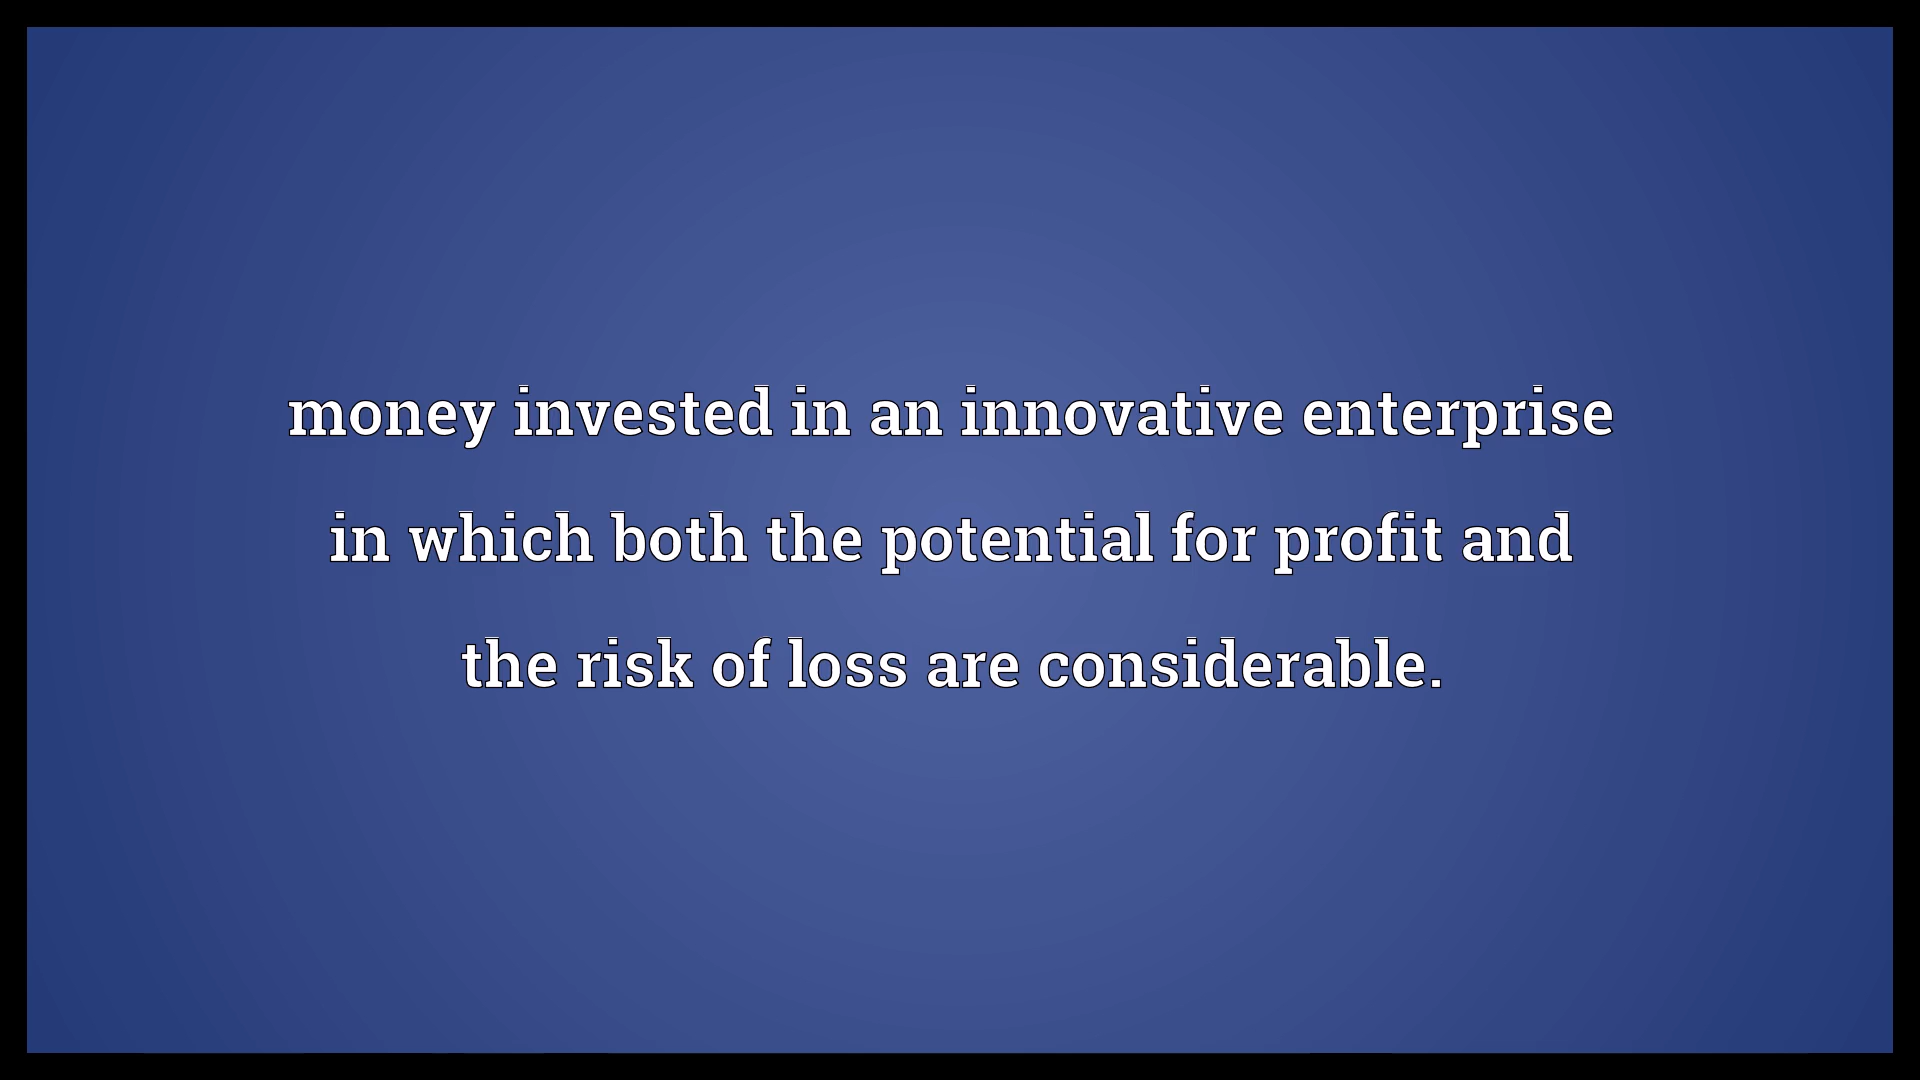 money invested in an innovative enterprise
in which both the potential for profit and
the risk of loss are considerable.